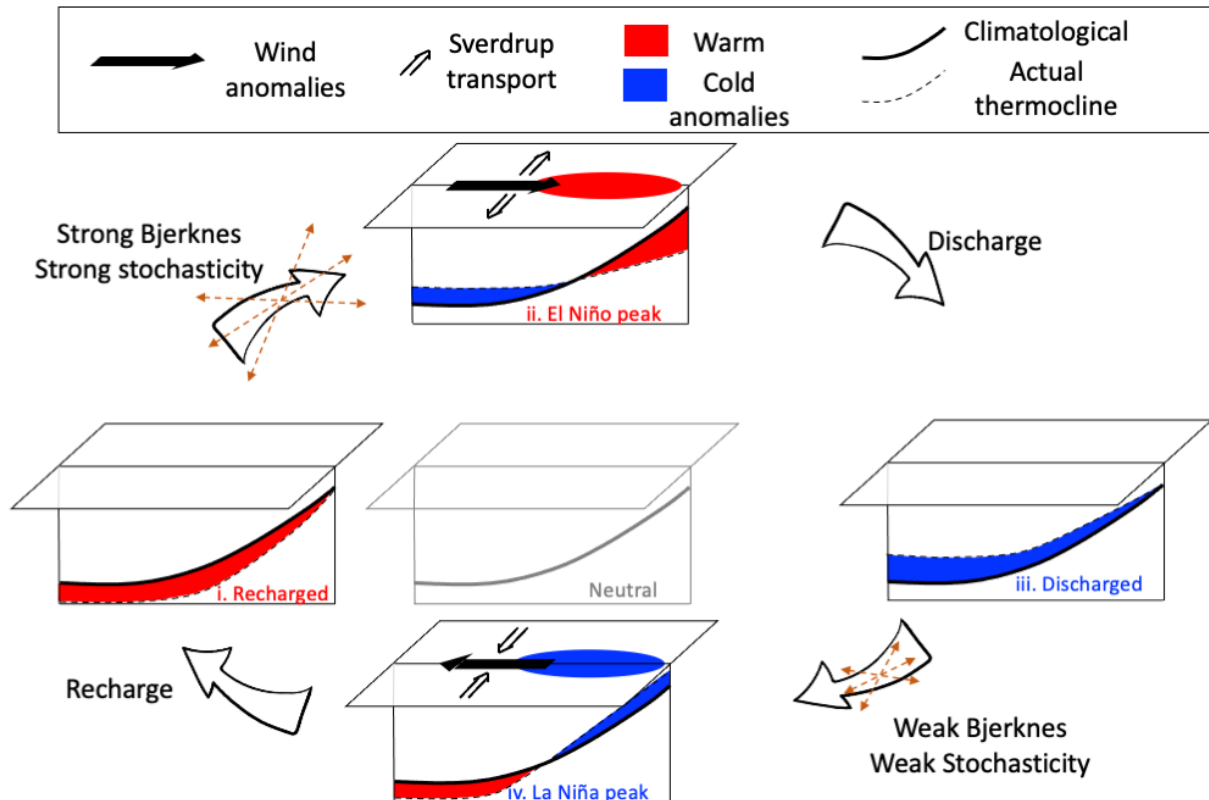 Wind
anomalies
Sverdrup
transport
Warm
Cold
anomalies
Climatological
Actual
thermocline
Strong Bjerknes
Strong stochasticity
ii. El Niño peak
Discharge
i. Recharged
Neutral
iii. Discharged
Recharge
iv. La Niña peak
Weak Bjerknes
Weak Stochasticity